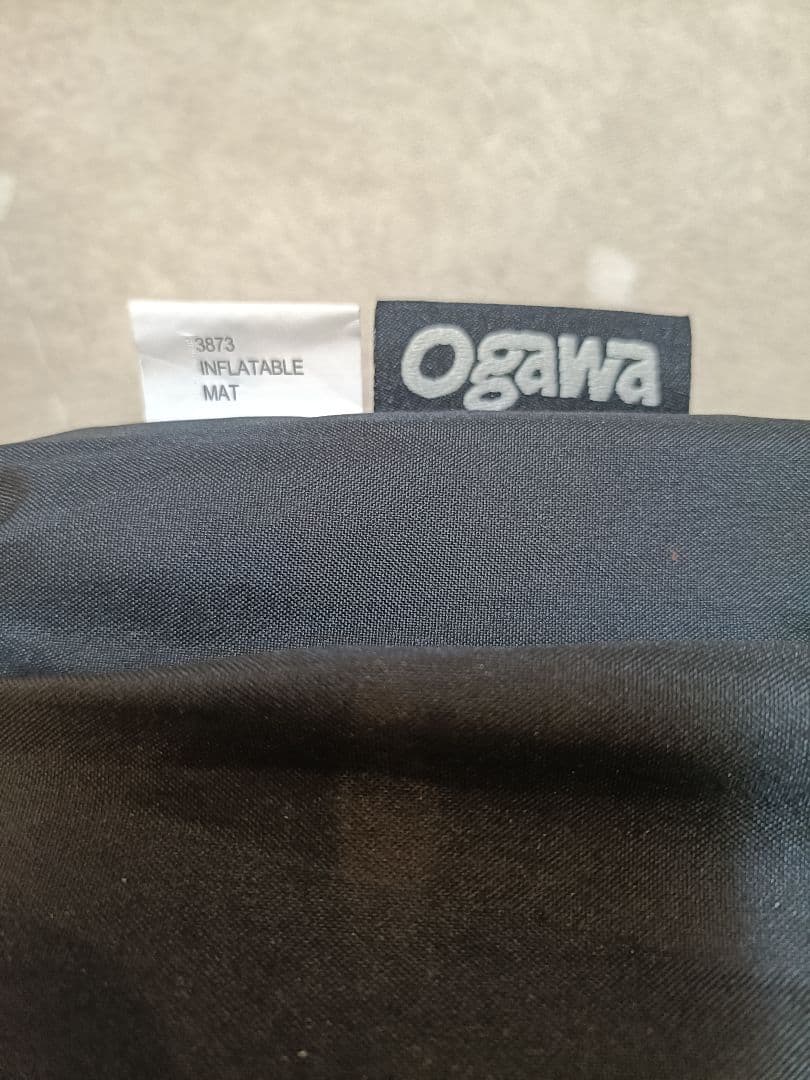 3873
INFLATABLE
MAT
Ogawa